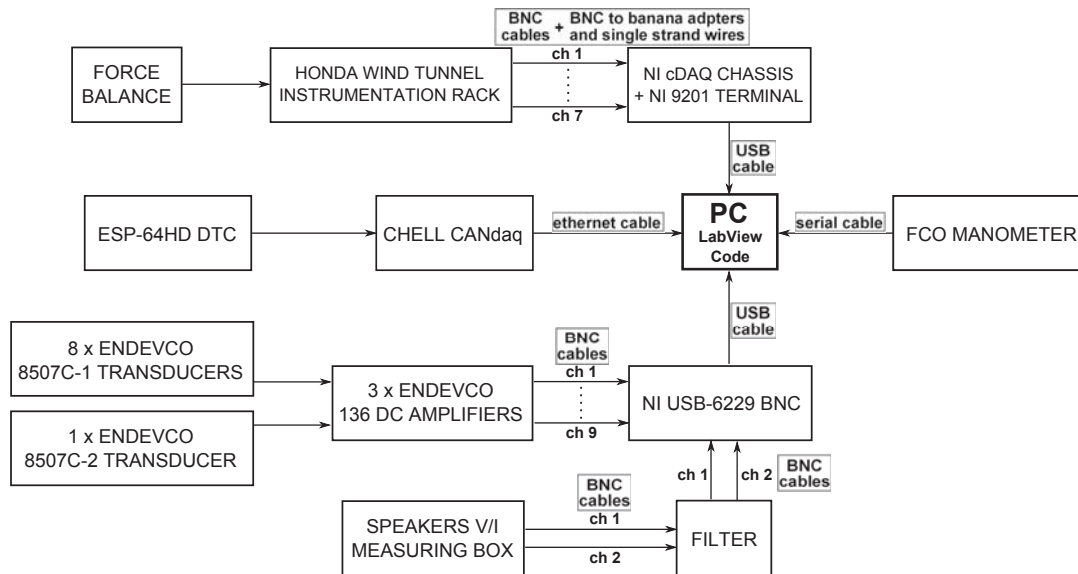 BNC
cables + BNC to banana adpters
and single strand wires
ch 1
FORCE
BALANCE
HONDA WIND TUNNEL
INSTRUMENTATION RACK
NI cDAQ CHASSIS
+ NI 9201 TERMINAL
ch 7
USB
cable
ESP-64HD DTC
CHELL CANdaq
ethernet cable
PC
LabView
Code
serial cable
FCO MANOMETER
USB
cable
8 x ENDEVCO
8507C-1 TRANSDUCERS
BNC
cables
ch 1
3 x ENDEVCO
136 DC AMPLIFIERS
NI USB-6229 BNC
ch 9
1 x ENDEVCO
8507C-2 TRANSDUCER
ch 1
ch 2
BNC
cables
BNC
cables
ch 1
SPEAKERS V/I
MEASURING BOX
FILTER
ch 2